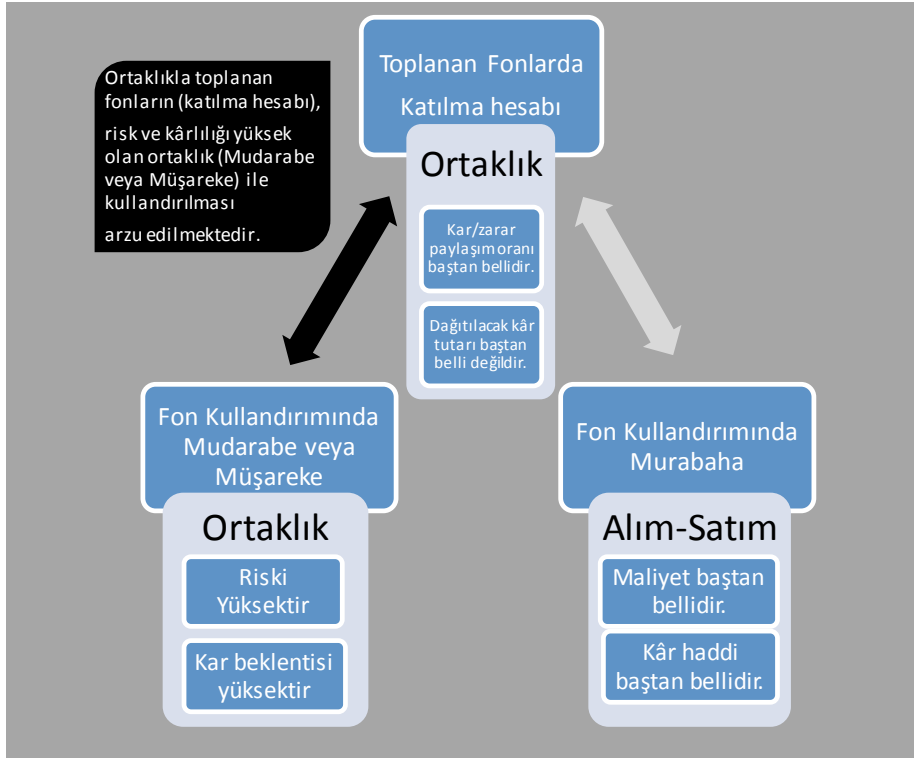 Toplanan Fonlarda
Katılma hesabı
Ortaklık
Kar/zarar
paylaşım oranı
baştan bellidir.
Dağıtılacak kâr
tutarı baştan
belli değildir.
Ortaklıkla toplanan
fonların (katılma hesabı),
risk ve kârlılığı yüksek
olan ortaklık (Mudarabe
veya Müşareke) ile
kullandırılması
arzu edilmektedir.
Fon Kullandırımında
Mudarabe veya
Müşareke
Ortaklık
Riski
Yüksektir
Kar beklentisi
yüksektir
Fon Kullandırımında
Murabaha
Alım-Satım
Maliyet baştan
bellidir.
Kâr haddi
baştan bellidir.